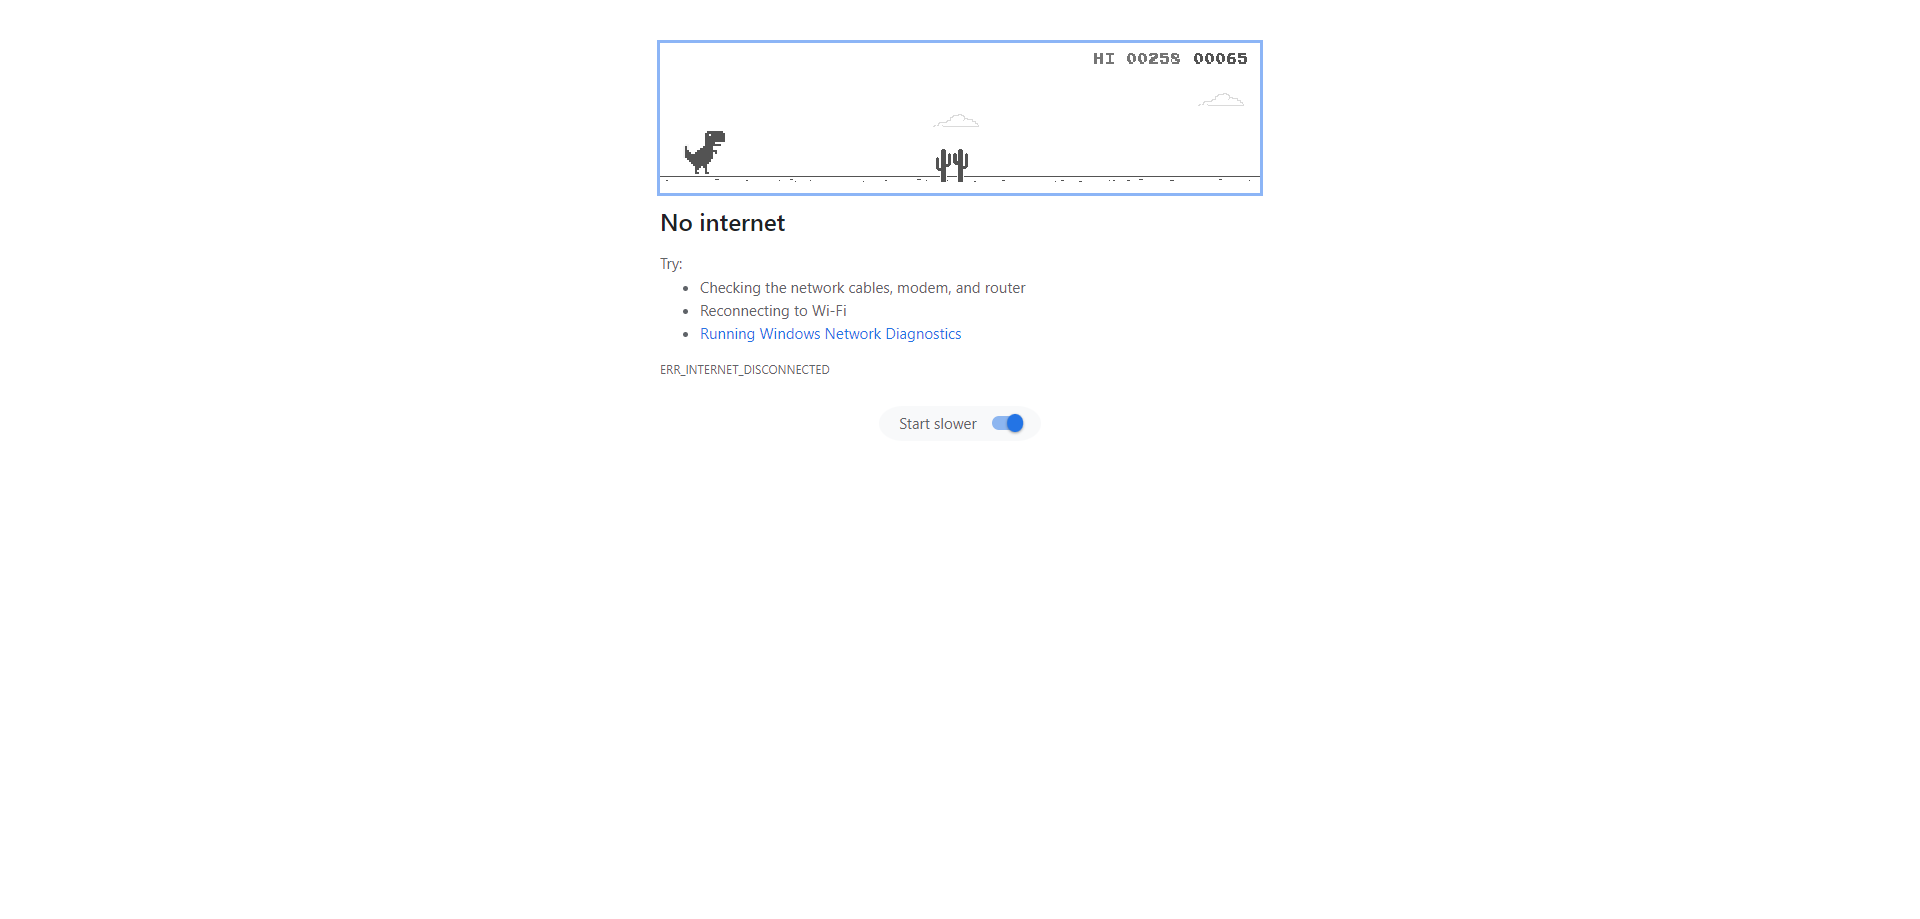 HI 00258 00065
No internet
Try:
Checking the network cables, modem, and router
Reconnecting to Wi-Fi
Running Windows Network Diagnostics
ERR_INTERNET_DISCONNECTED
Start slower